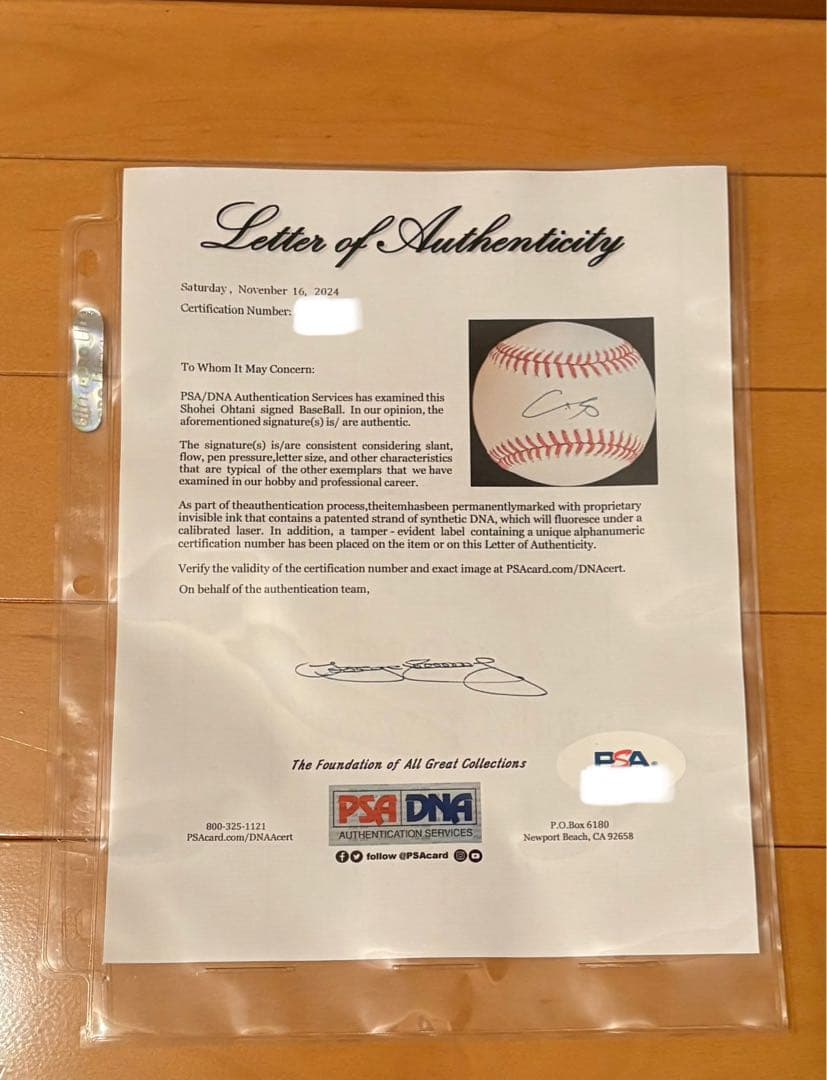 Letter of Authenticity
Saturday, Novenber 16, 2024
Certification Number:
To Whom It May Concern:
PSA/DNA Authentication Services has examined this
Shohei Ohtani signed BaseBall. In our opinion, the
aforementioned signature(s) is/ are authentic.
The signature(s) is/are consistent considering slant,
flow, pen pressure,letter size, and other characteristics
that are typical of the other exemplars that we have
examined in our hobby and professional career.
As part of theauthentication process,theitemhasbeen permanentlymarked with proprietary
invisible ink that contains a patented strand of synthetic DNA, which will fluoresce under a
calibrated laser. In addition, a tamper - evident label containing a unique alphanumeric
certification number has been placed on the item or on this Letter of Authenticity.
Verify the validity of the certification number and exact image at PSAcard.com/DNAcert.
On behalf of the authentication team,
The Foundation of All Great Collections
PSA.
PSA DNA
AUTHENTICATION SERVICES
800-325-1121
PSAcard.com/DNAAcert
follow @PSAcard
P.O.Box 6180
Newport Beach, CA 92658